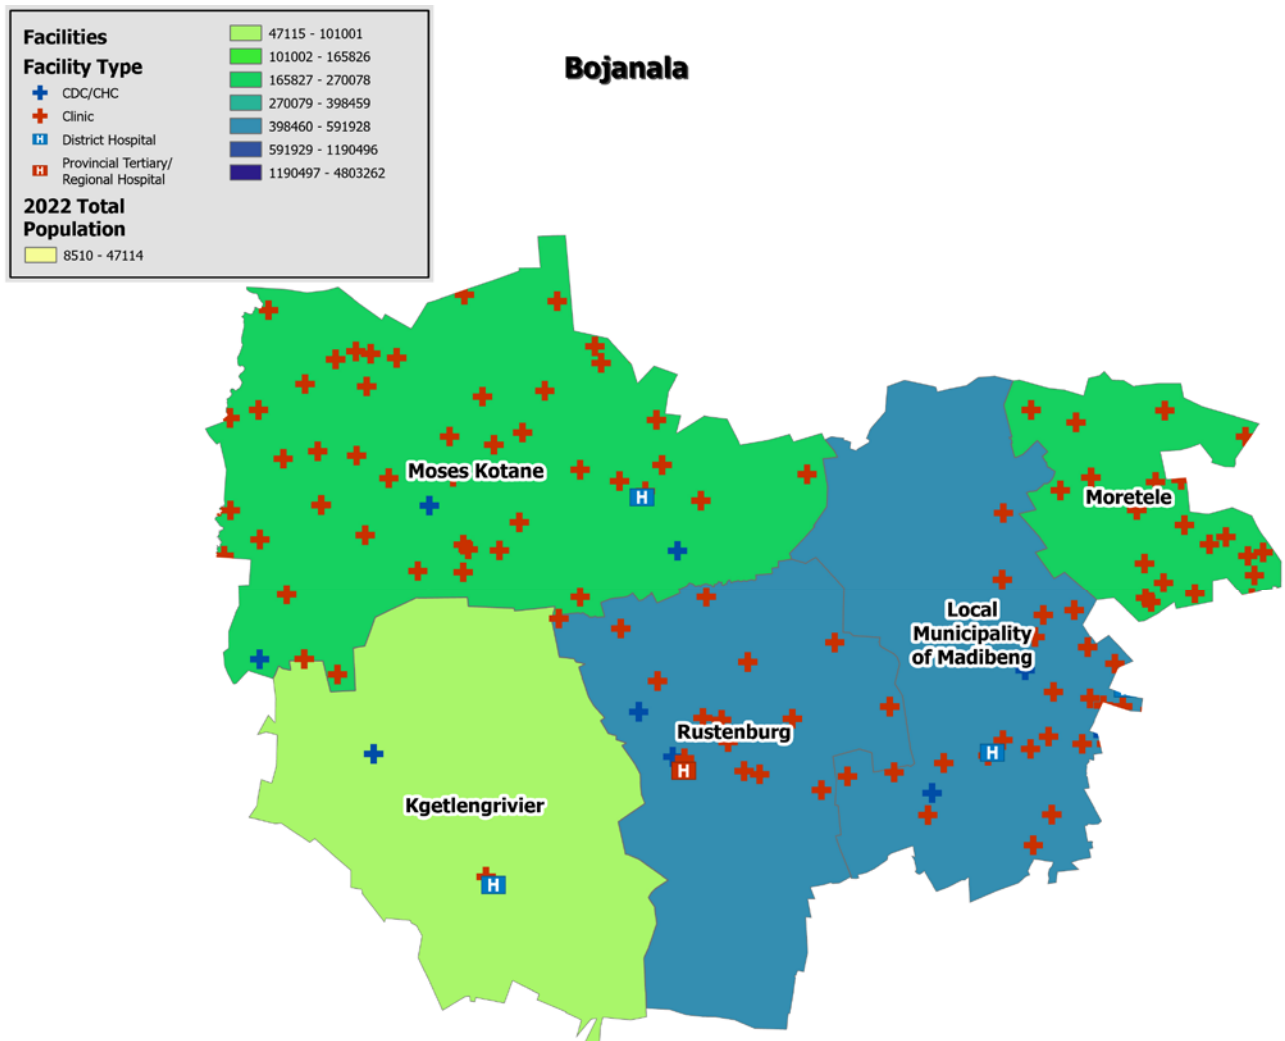 Bojanala
Facilities
Facility Type
CDC/CHC
Clinic
H
District Hospital
H
Provincial Tertiary/
Regional Hospital
2022 Total
Population
8510 - 47114
47115 - 101001
101002 - 165826
165827 - 270078
270079 - 398459
398460 - 591928
591929 - 1190496
1190497 - 4803262
Moses Kotane
H
Moretele
Local
Municipality
of Madibeng
Rustenburg
H
H
Kgetlengrivier
H